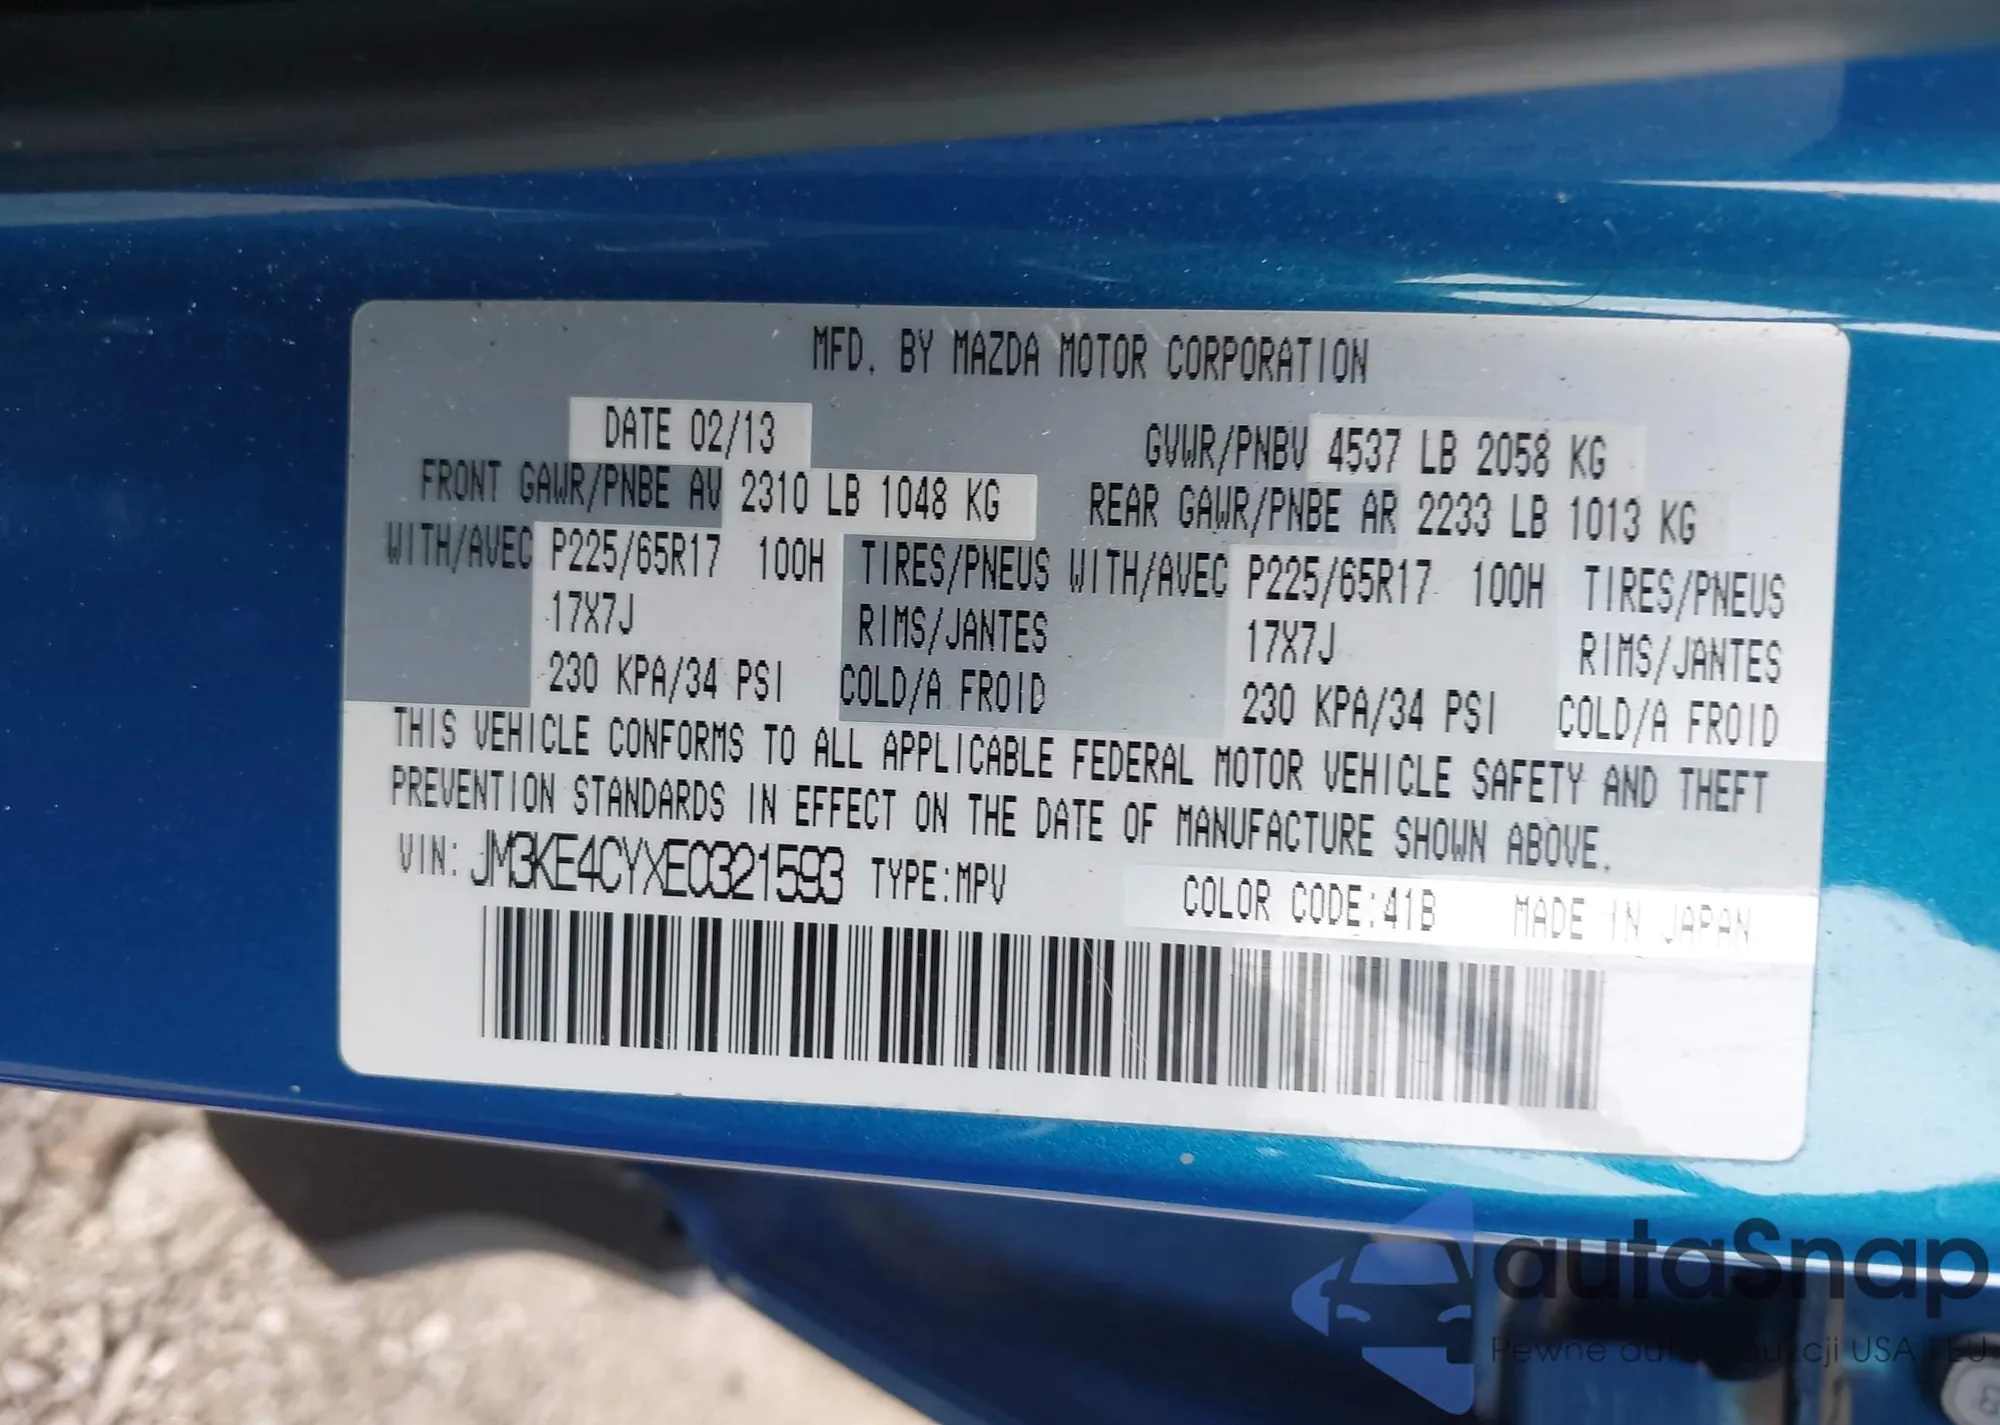 MFD. BY MAZDA MOTOR CORPORATION
DATE 02/13 GVWR/PNBV 4537 LB 2058 KG
FRONT GAWR/PNBE AV 2310 LB 1048 KG REAR GAWR/PNBE AR 2233 LB 1013 KG
WITH/AVEC P225/65R17 100H TIRES/PNEUS WITH/AVEC P225/65R17 100H TIRES/PNEUS
17X7J RIMS/JANTES 17X7J RIMS/JANTES
230 KPA/34 PSI COLD/A FROID 230 KPA/34 PSI COLD/A FROID
THIS VEHICLE CONFORMS TO ALL APPLICABLE FEDERAL MOTOR VEHICLE SAFETY AND THEFT
PREVENTION STANDARDS IN EFFECT ON THE DATE OF MANUFACTURE SHOWN ABOVE.
VIN: JM3KE4CYXE0321593 TYPE:MPV COLOR CODE:41B MADE IN JAPAN
autaSnap
Pewne auta USA EU